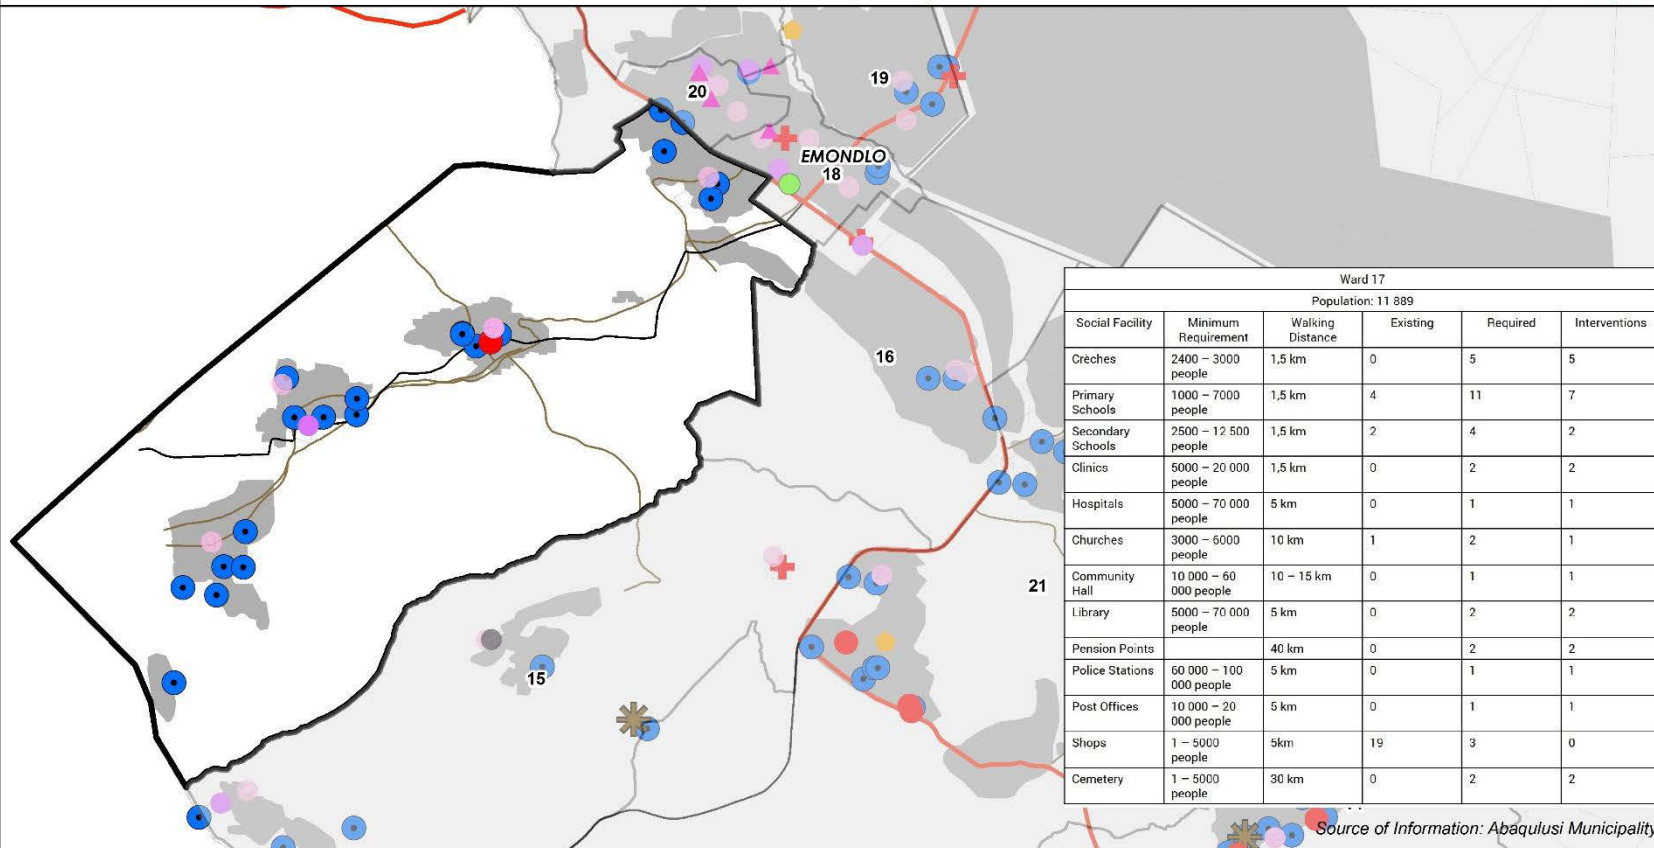 19
20
EMONDLO
18
16
21
15
Ward 17
Population: 11 889
Social Facility Minimum Requirement Walking Distance Existing Required Interventions
Crèches 2400 – 3000 people 1,5 km 0 5 5
Primary Schools 1000 – 7000 people 1,5 km 4 11 7
Secondary Schools 2500 – 12 500 people 1,5 km 2 4 2
Clinics 5000 – 20 000 people 1,5 km 0 2 2
Hospitals 5000 – 70 000 people 5 km 0 1 1
Churches 3000 – 6000 people 10 km 1 2 1
Community Hall 10 000 – 60 000 people 10 – 15 km 0 1 1
Library 5000 – 70 000 people 5 km 0 2 2
Pension Points 40 km 0 2 2
Police Stations 60 000 – 100 000 people 5 km 0 1 1
Post Offices 10 000 – 20 000 people 5 km 0 1 1
Shops 1 – 5000 people 5km 19 3 0
Cemetery 1 – 5000 people 30 km 0 2 2
Source of Information: Abaqulusi Municipality